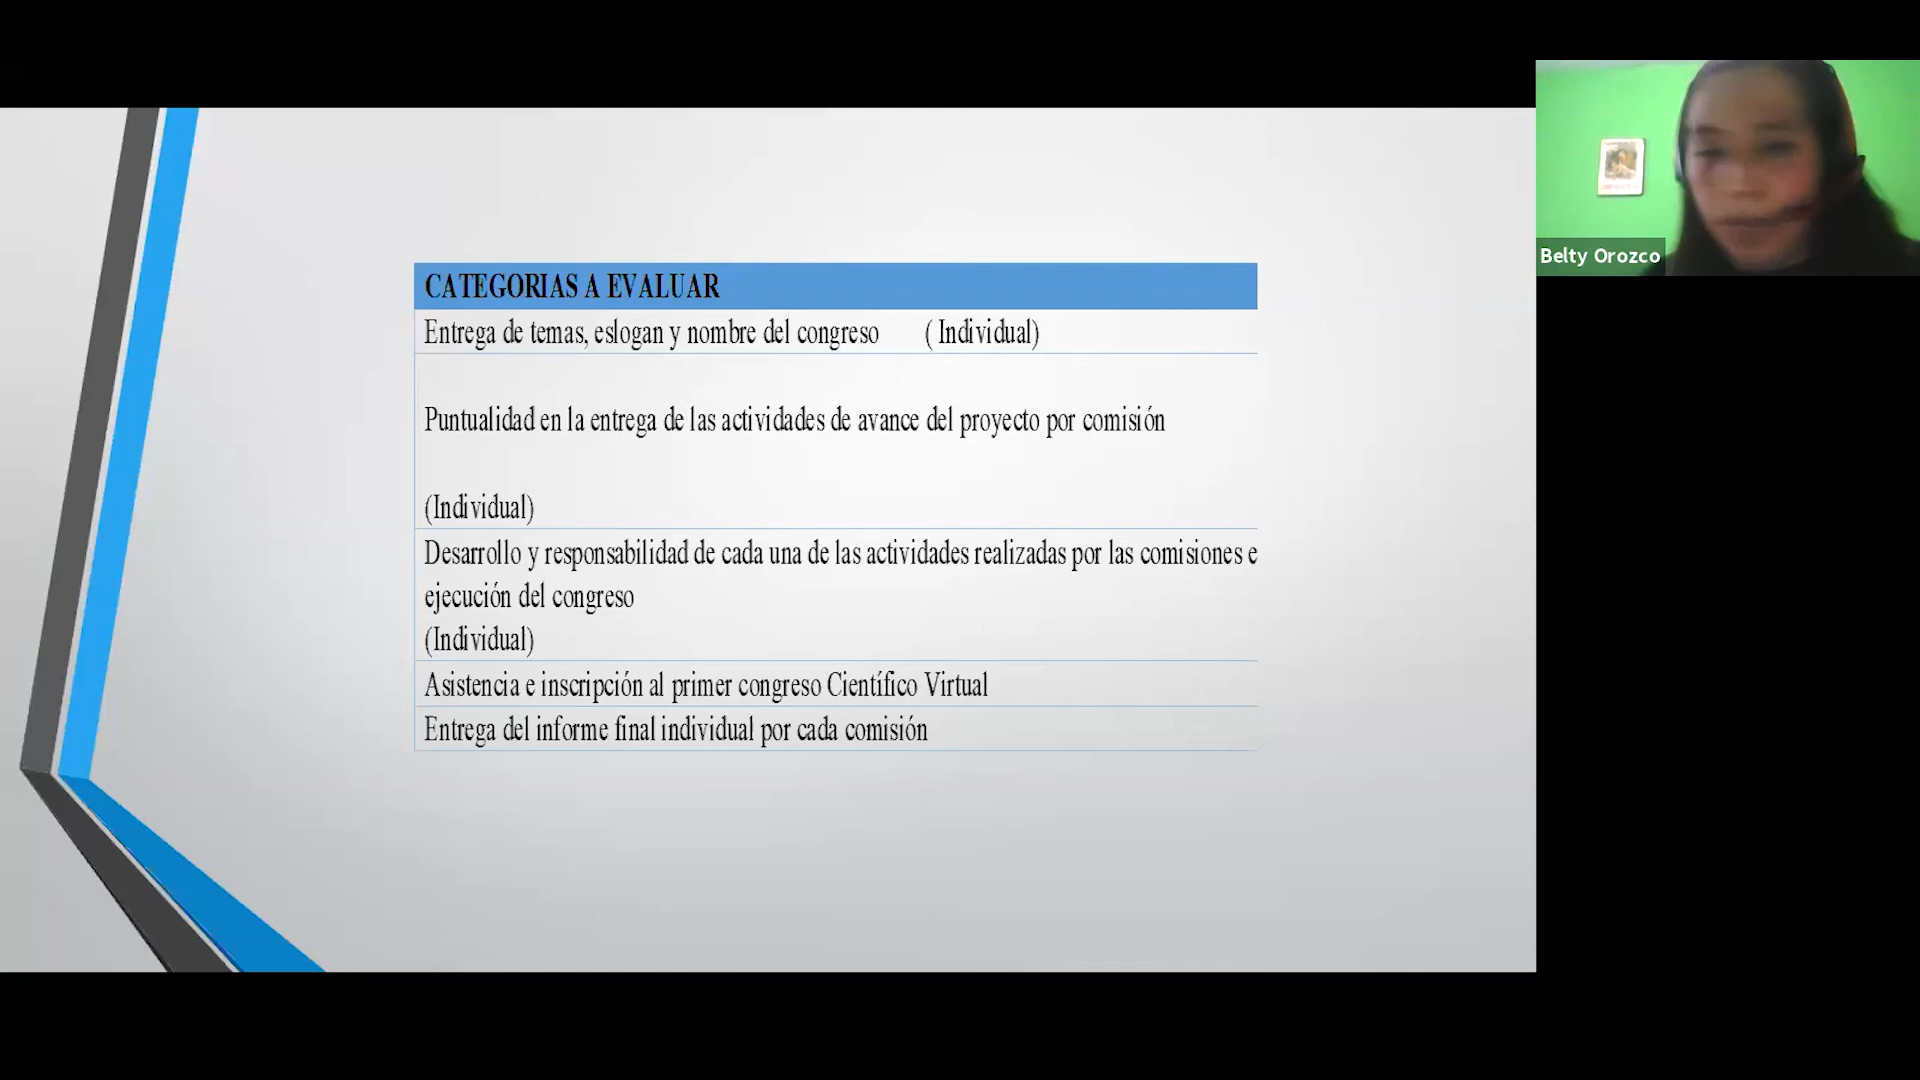 CATEGORIAS A EVALUAR
Entrega de temas, eslogan y nombre del congreso ( Individual)
Puntualidad en la entrega de las actividades de avance del proyecto por comisión
(Individual)
Desarrollo y responsabilidad de cada una de las actividades realizadas por las comisiones e
ejecución del congreso
(Individual)
Asistencia e inscripción al primer congreso Científico Virtual
Entrega del informe final individual por cada comisión
Belty Orozco